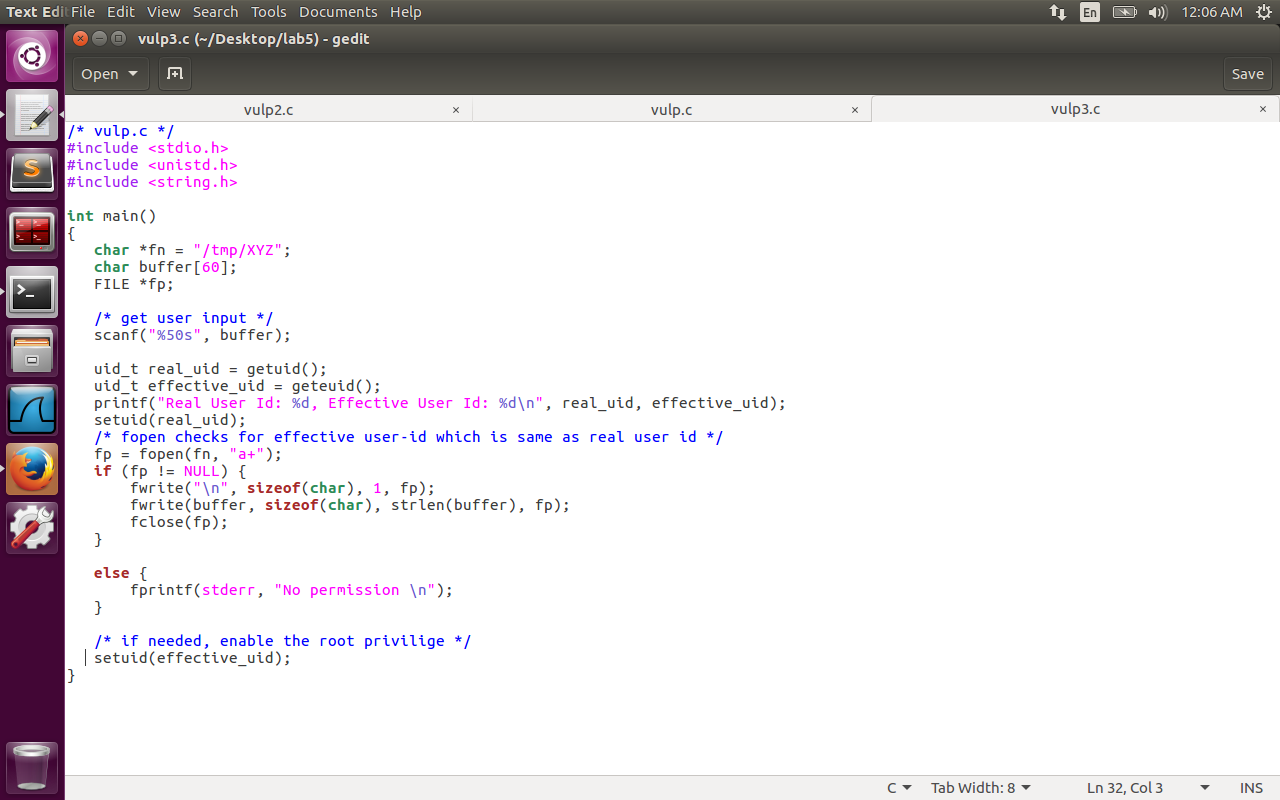 Text Edi File Edit View Search Tools Documents Help En 12:06 AM
vulp3.c (~/Desktop/lab5) - gedit
Open Save
vulp2.c × vulp.c × vulp3.c ×
/* vulp.c */
#include <stdio.h>
#include <unistd.h>
#include <string.h>
int main()
{
   char *fn = "/tmp/XYZ";
   char buffer[60];
   FILE *fp;
   /* get user input */
   scanf("%50s", buffer);
   uid_t real_uid = getuid();
   uid_t effective_uid = geteuid();
   printf("Real User Id: %d, Effective User Id: %d\n", real_uid, effective_uid);
   setuid(real_uid);
   /* fopen checks for effective user-id which is same as real user id */
   fp = fopen(fn, "a+");
   if (fp != NULL) {
       fwrite("\n", sizeof(char), 1, fp);
       fwrite(buffer, sizeof(char), strlen(buffer), fp);
       fclose(fp);
   }
   else {
       fprintf(stderr, "No permission \n");
   }
   /* if needed, enable the root privilige */
   setuid(effective_uid);
}
C Tab Width: 8 Ln 32, Col 3 INS